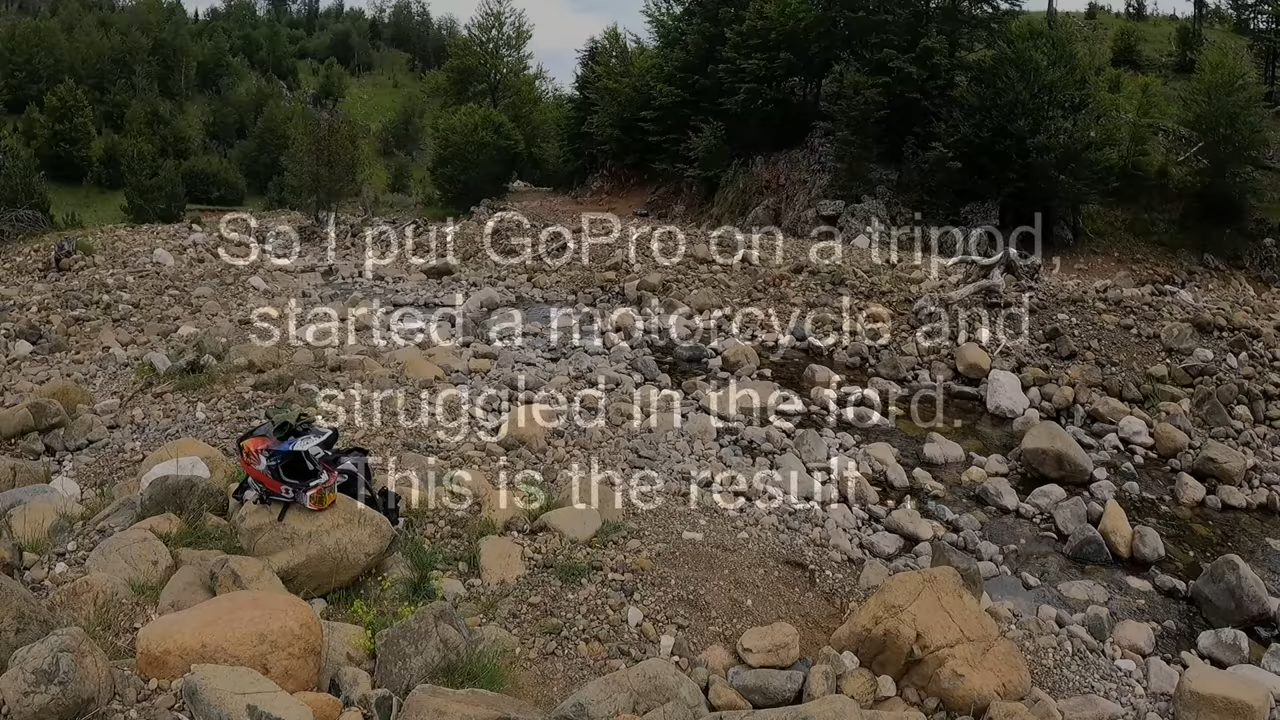 So I put GoPro on a tripod,
started a motorcycle and
struggled in the ford.
This is the result